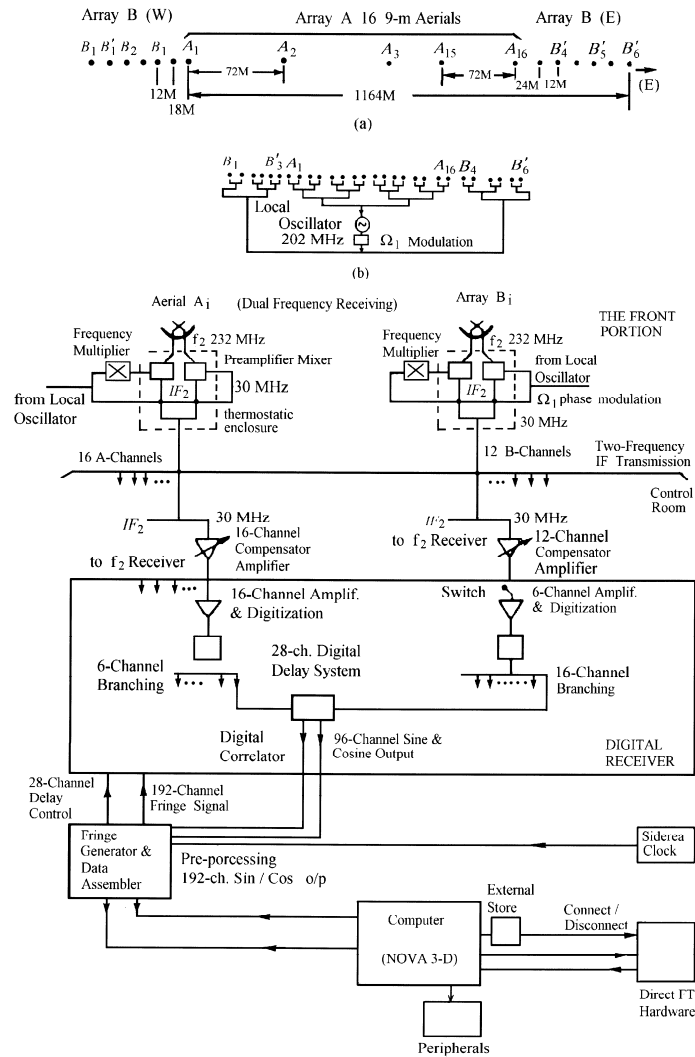 Array B (W)
Array A 16 9-m Aerials
Array B (E)
B1 B'1 B2 B1 A1 A2 A3 A15 A16 B'4 B'5 B'6
72M
72M
(E)
12M
24M
12M
18M
1164M
(a)
B1 B'3 A1 A16 B4 B'6
Local
Oscillator
202 MHz
Ω1 Modulation
(b)
Aerial Ai
(Dual Frequency Receiving)
Array Bi
THE FRONT
PORTION
Frequency
Multiplier
f2 232 MHz
Preamplifier Mixer
IF2
30 MHz
from Local
Oscillator
thermostatic
enclosure
Frequency
Multiplier
f2 232 MHz
from Local
Oscillator
IF2
Ω1 phase modulation
30 MHz
16 A-Channels
12 B-Channels
Two-Frequency
IF Transmission
Control
Room
IF2
30 MHz
16-Channel
Compensator
Amplifier
to f2 Receiver
IF2
30 MHz
12-Channel
Compensator
Amplifier
to f2 Receiver
16-Channel Amplif.
& Digitization
Switch
6-Channel Amplif.
& Digitization
28-ch. Digital
Delay System
6-Channel
Branching
16-Channel
Branching
Digital
Correlator
96-Channel Sine &
Cosine Output
DIGITAL
RECEIVER
28-Channel
Delay
Control
192-Channel
Fringe Signal
Fringe
Generator &
Data
Assembler
Pre-porcessing
192-ch. Sin / Cos o/p
Siderea
Clock
External
Store
Connect /
Disconnect
Computer
(NOVA 3-D)
Direct FT
Hardware
Peripherals